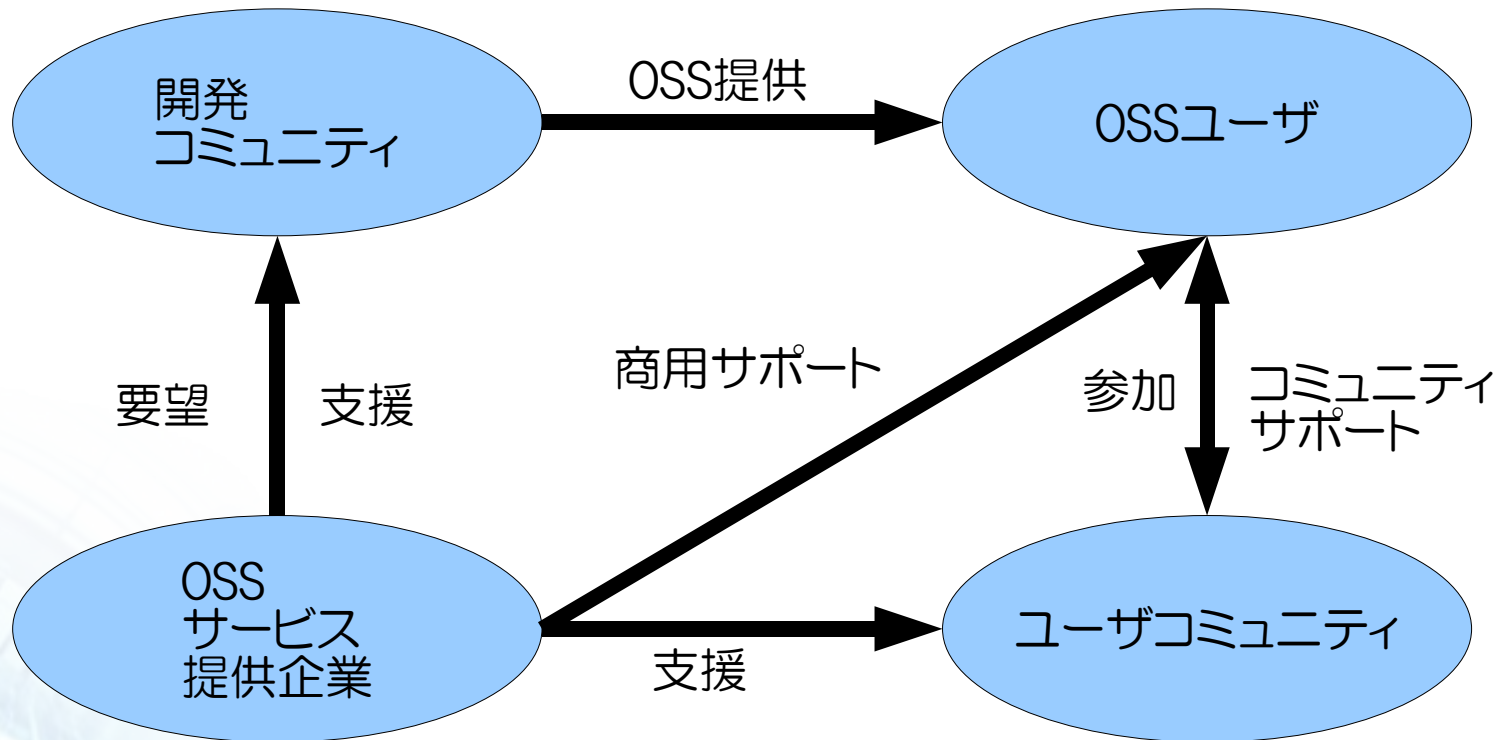 開発
コミュニティ
OSS提供
OSSユーザ
要望
支援
商用サポート
参加
コミュニティ
サポート
OSS
サービス
提供企業
支援
ユーザコミュニティ